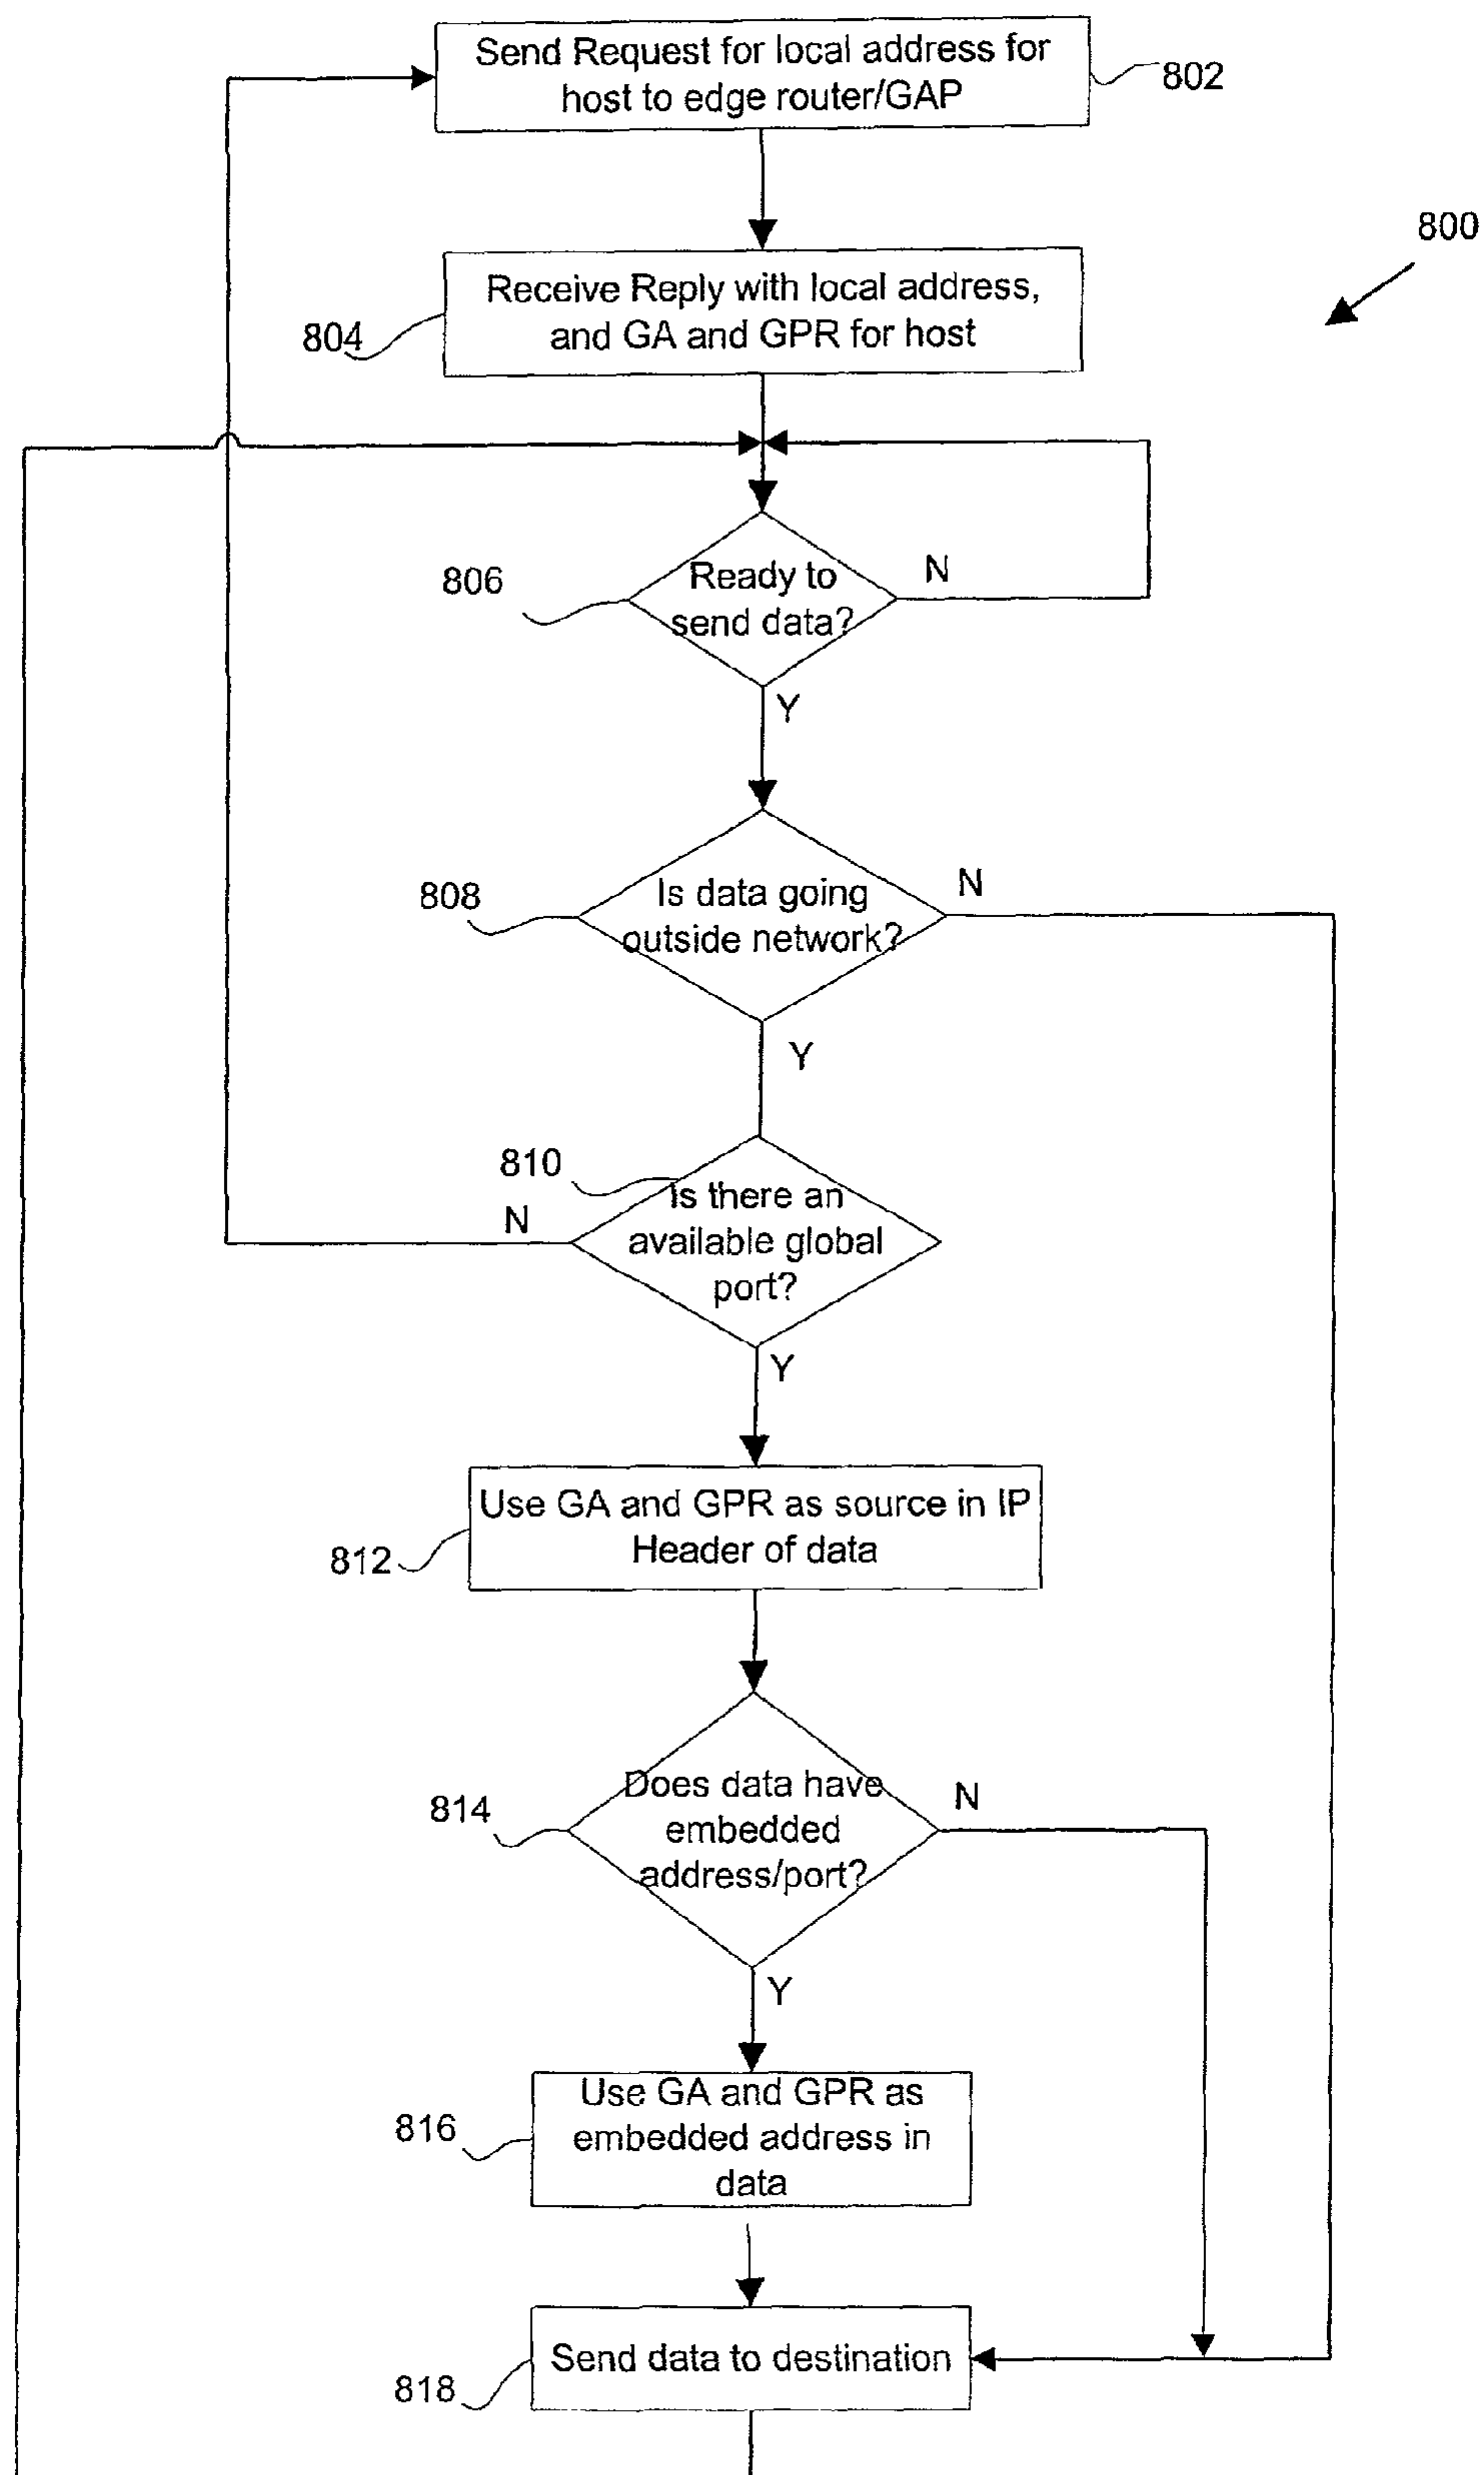 Send Request for local address for
host to edge router/GAP
802
800
Receive Reply with local address,
and GA and GPR for host
804
806
Ready to
send data?
N
Y
808
Is data going
outside network?
N
Y
810
Is there an
available global
port?
N
Y
Use GA and GPR as source in IP
Header of data
812
814
Does data have
embedded
address/port?
N
Y
816
Use GA and GPR as
embedded address in
data
Send data to destination
818